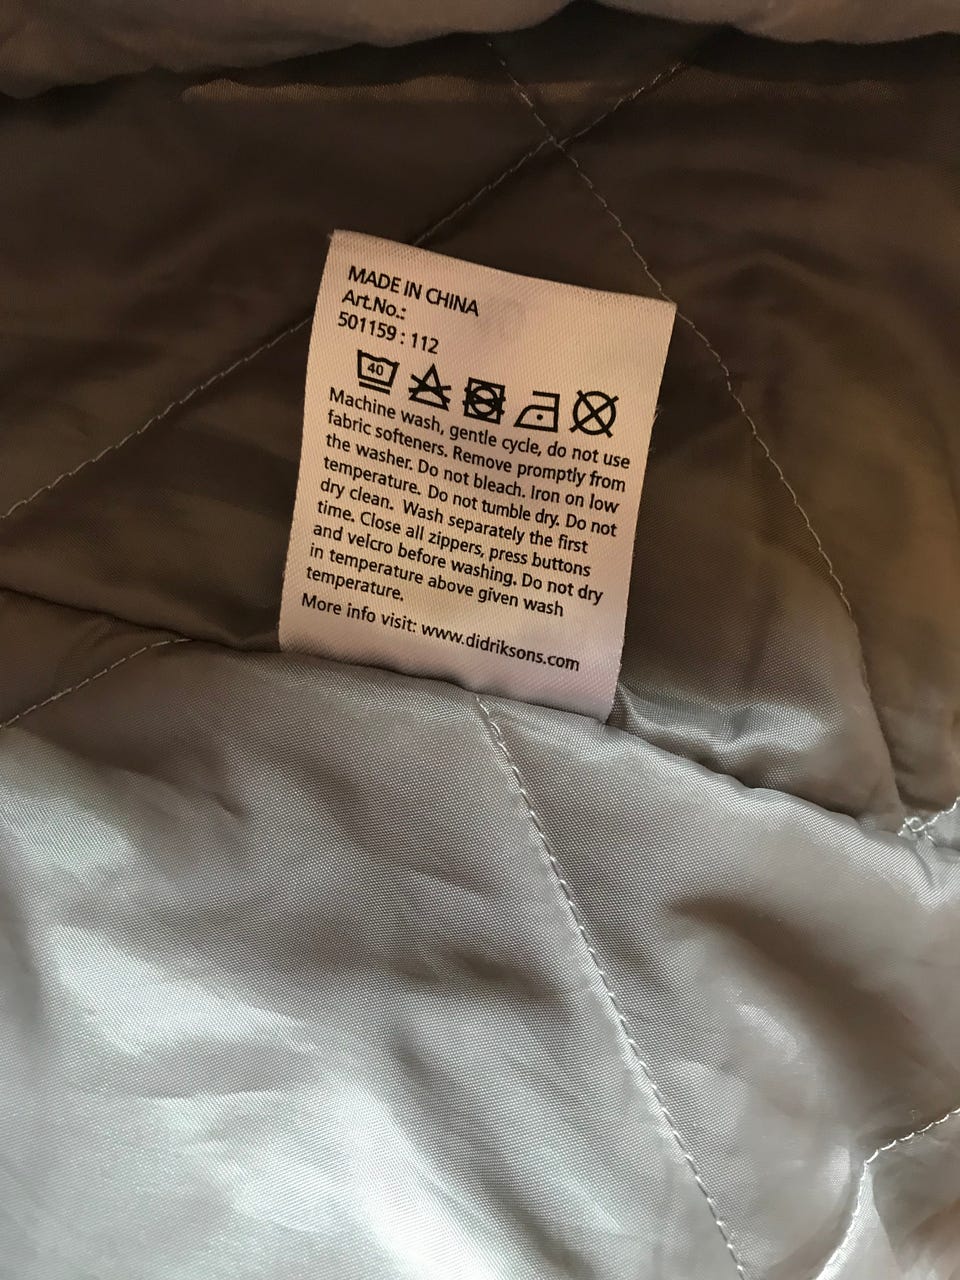 MADE IN CHINA
Art.No.:
501159 : 112
40
Machine wash, gentle cycle, do not use
fabric softeners. Remove promptly from
the washer. Do not bleach. Iron on low
temperature. Do not tumble dry. Do not
dry clean. Wash separately the first
time. Close all zippers, press buttons
and velcro before washing. Do not dry
in temperature above given wash
temperature.
More info visit: www.didriksons.com